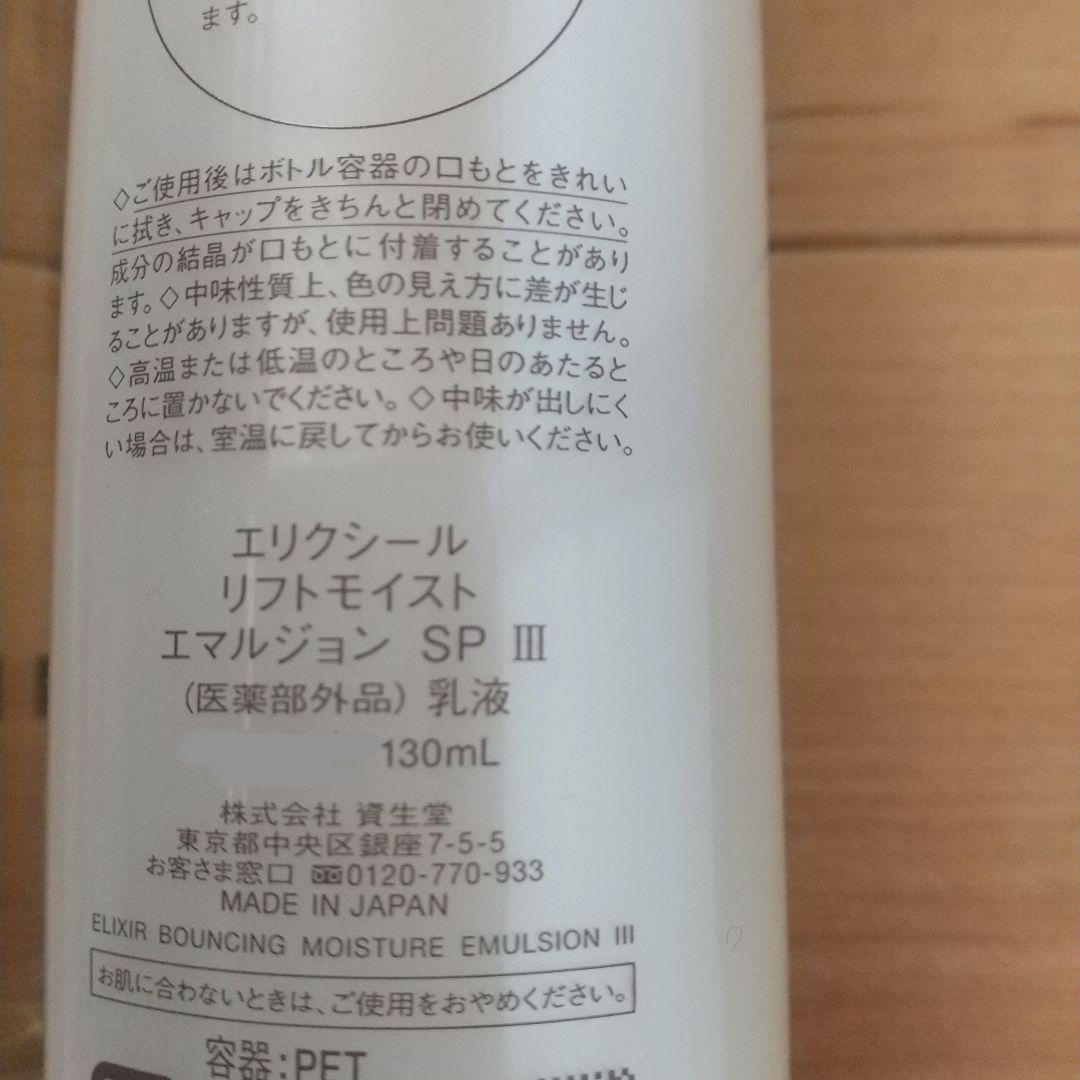 ます。
◇ご使用後はボトル容器の口もとをきれい
に拭き、キャップをきちんと閉めてください。
成分の結晶が口もとに付着することがあり
ます。◇中味性質上、色の見え方に差が生じ
ることがありますが、使用上問題ありません。
◇高温または低温のところや日のあたると
ころに置かないでください。◇中味が出しにく
い場合は、室温に戻してからお使いください。
エリクシール
リフトモイスト
エマルジョン SP III
(医薬部外品) 乳液
130mL
株式会社 資生堂
東京都中央区銀座7-5-5
お客さま窓口 0120-770-933
MADE IN JAPAN
ELIXIR BOUNCING MOISTURE EMULSION III
お肌に合わないときは、ご使用をおやめください。
容器:PET